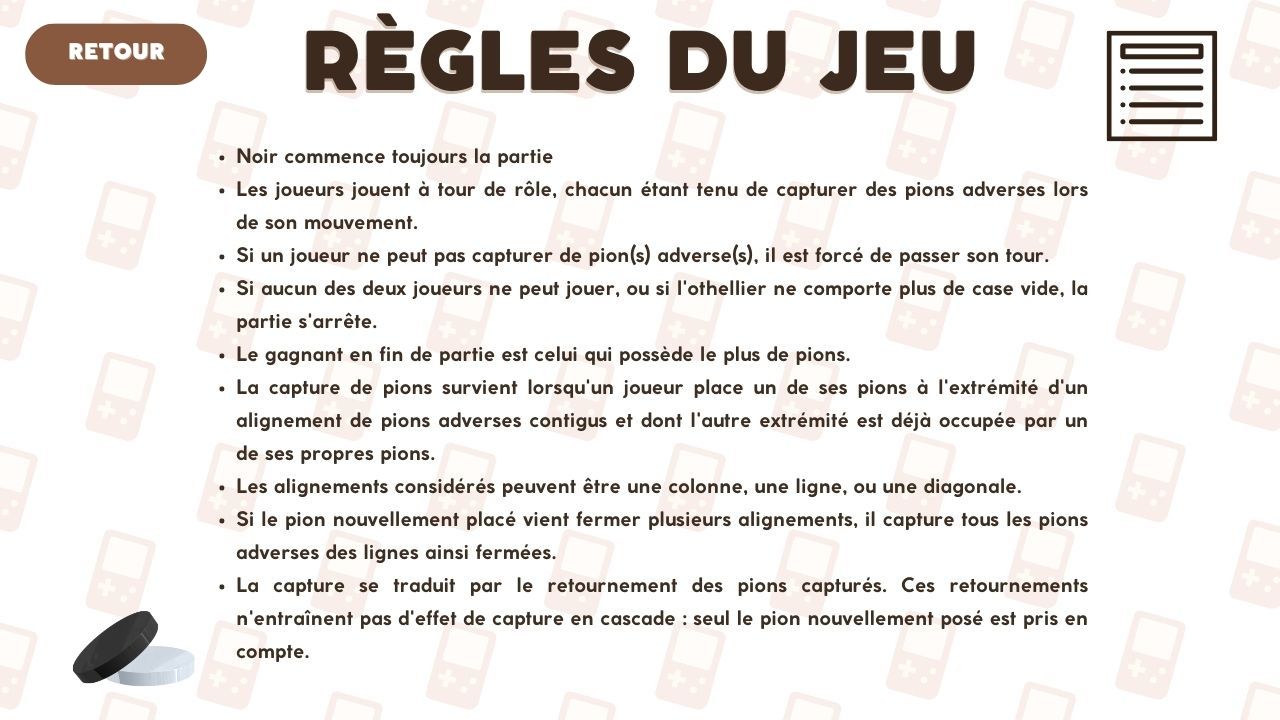 RETOUR
RÈGLES DU JEU
• Noir commence toujours la partie
• Les joueurs jouent à tour de rôle, chacun étant tenu de capturer des pions adverses lors
de son mouvement.
• Si un joueur ne peut pas capturer de pion(s) adverse(s), il est forcé de passer son tour.
• Si aucun des deux joueurs ne peut jouer, ou si l'othellier ne comporte plus de case vide, la
partie s'arrête.
• Le gagnant en fin de partie est celui qui possède le plus de pions.
• La capture de pions survient lorsqu'un joueur place un de ses pions à l'extrémité d'un
alignement de pions adverses contigus et dont l'autre extrémité est déjà occupée par un
de ses propres pions.
• Les alignements considérés peuvent être une colonne, une ligne, ou une diagonale.
• Si le pion nouvellement placé vient fermer plusieurs alignements, il capture tous les pions
adverses des lignes ainsi fermées.
• La capture se traduit par le retournement des pions capturés. Ces retournements
n'entraînent pas d'effet de capture en cascade : seul le pion nouvellement posé est pris en
compte.